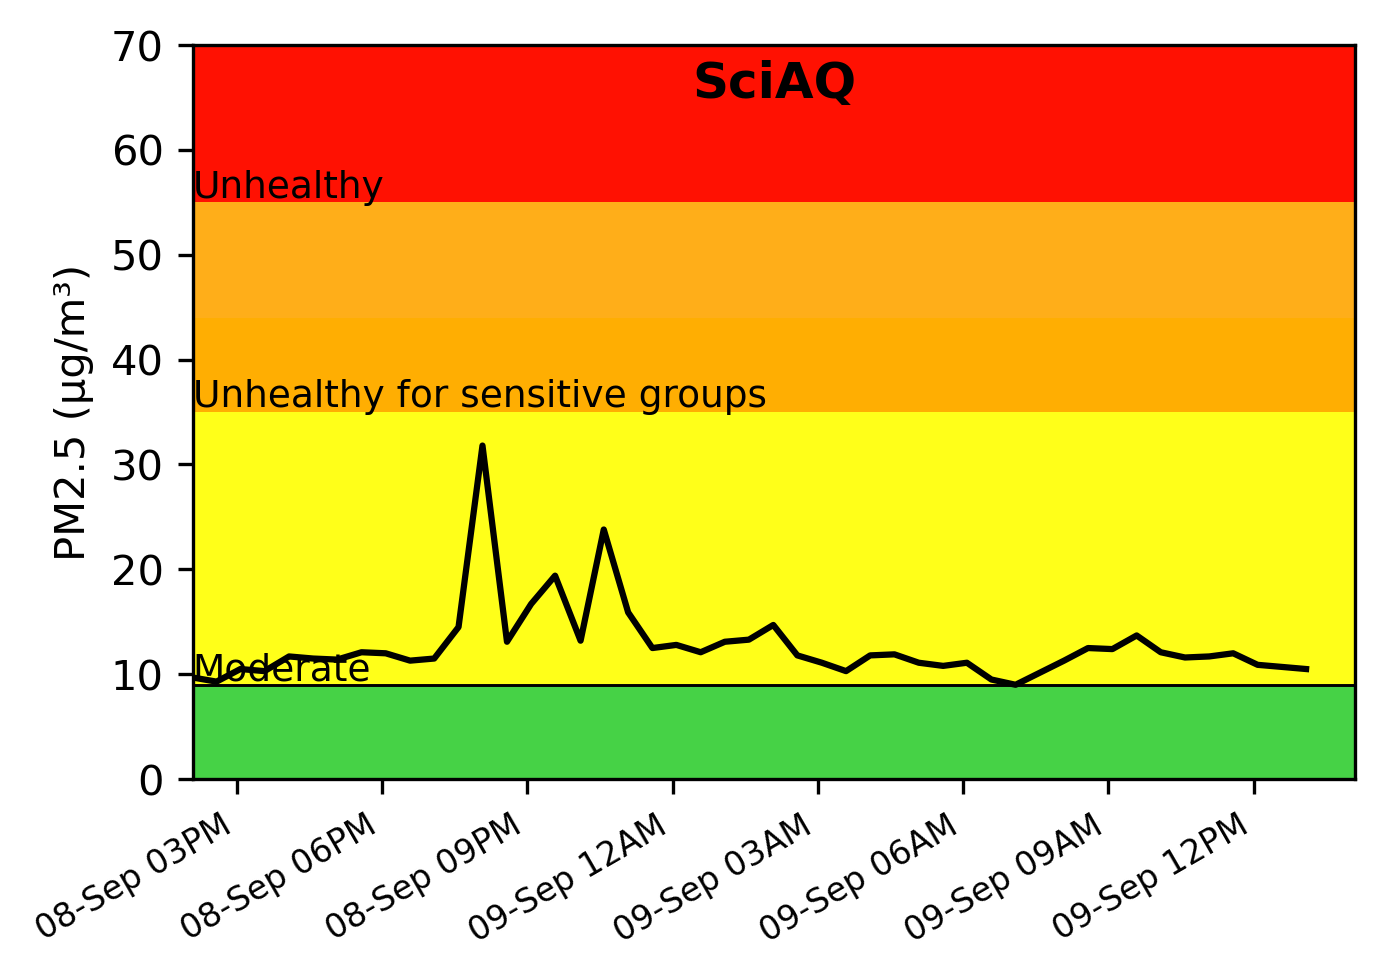 SciAQ
70
60
50
40
30
20
10
0
PM2.5 (µg/m³)
Unhealthy
Unhealthy for sensitive groups
Moderate
08-Sep 03PM
08-Sep 06PM
08-Sep 09PM
09-Sep 12AM
09-Sep 03AM
09-Sep 06AM
09-Sep 09AM
09-Sep 12PM